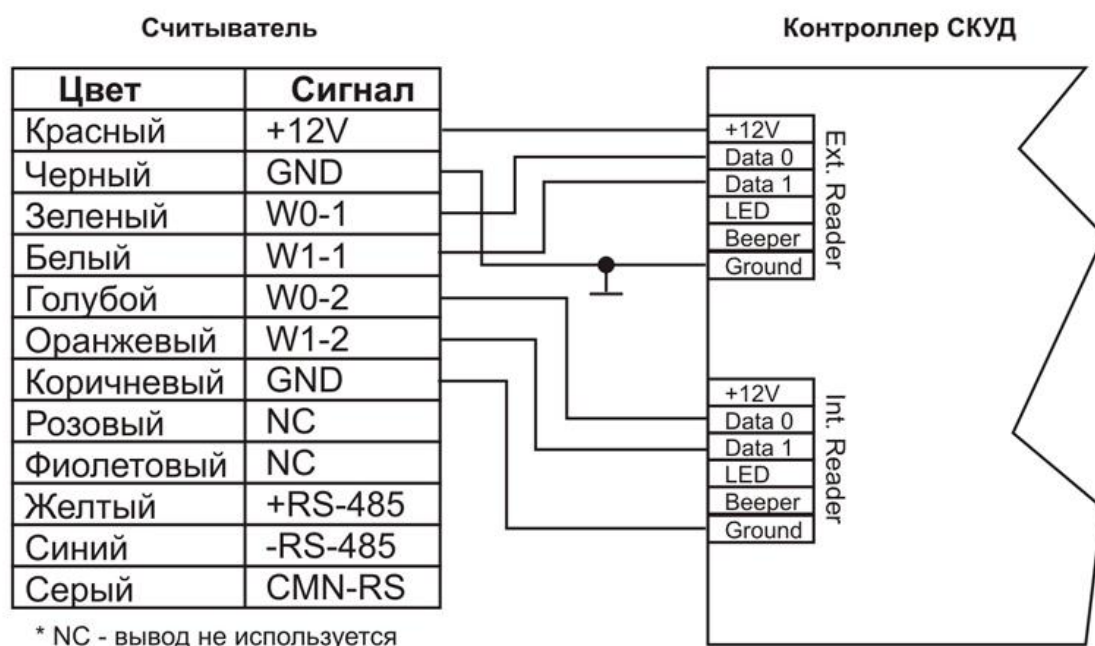 Считыватель
Контроллер СКУД
Цвет Сигнал
Красный +12V
Черный GND
Зеленый W0-1
Белый W1-1
Голубой W0-2
Оранжевый W1-2
Коричневый GND
Розовый NC
Фиолетовый NC
Желтый +RS-485
Синий -RS-485
Серый CMN-RS
* NC - вывод не используется
+12V
Data 0
Data 1
LED
Beeper
Ground
Ext. Reader
+12V
Data 0
Data 1
LED
Beeper
Ground
Int. Reader